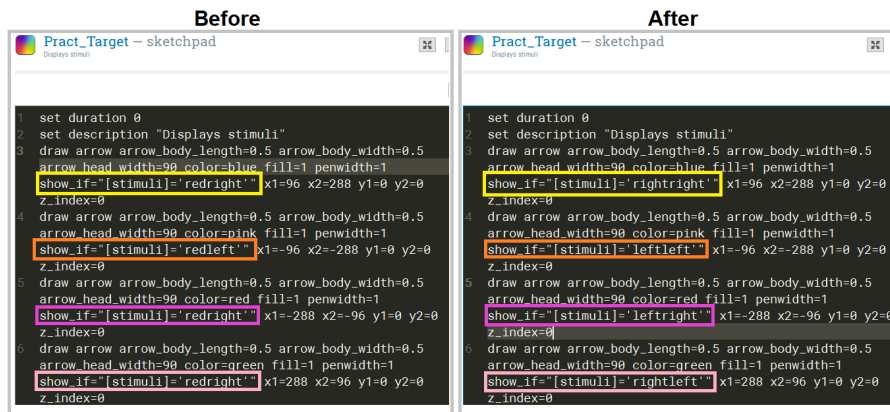 Before
Pract_Target — sketchpad
Displays stimuli
1 set duration 0
2 set description "Displays stimuli"
3 draw arrow arrow_body_length=0.5 arrow_body_width=0.5
arrow_head_width=90 color=blue fill=1 penwidth=1
show_if="[stimuli]='redright'" x1=96 x2=288 y1=0 y2=0
z_index=0
4 draw arrow arrow_body_length=0.5 arrow_body_width=0.5
arrow_head_width=90 color=pink fill=1 penwidth=1
show_if="[stimuli]='redleft'" x1=-96 x2=-288 y1=0 y2=0
z_index=0
5 draw arrow arrow_body_length=0.5 arrow_body_width=0.5
arrow_head_width=90 color=red fill=1 penwidth=1
show_if="[stimuli]='redright'" x1=-288 x2=-96 y1=0 y2=0
z_index=0
6 draw arrow arrow_body_length=0.5 arrow_body_width=0.5
arrow_head_width=90 color=green fill=1 penwidth=1
show_if="[stimuli]='redright'" x1=288 x2=96 y1=0 y2=0
z_index=0
After
Pract_Target — sketchpad
Displays stimuli
1 set duration 0
2 set description "Displays stimuli"
3 draw arrow arrow_body_length=0.5 arrow_body_width=0.5
arrow_head_width=90 color=blue fill=1 penwidth=1
show_if="[stimuli]='rightright'" x1=96 x2=288 y1=0 y2=0
z_index=0
4 draw arrow arrow_body_length=0.5 arrow_body_width=0.5
arrow_head_width=90 color=pink fill=1 penwidth=1
show_if="[stimuli]='leftleft'" x1=-96 x2=-288 y1=0 y2=0
z_index=0
5 draw arrow arrow_body_length=0.5 arrow_body_width=0.5
arrow_head_width=90 color=red fill=1 penwidth=1
show_if="[stimuli]='leftright'" x1=-288 x2=-96 y1=0 y2=0
z_index=0
6 draw arrow arrow_body_length=0.5 arrow_body_width=0.5
arrow_head_width=90 color=green fill=1 penwidth=1
show_if="[stimuli]='rightleft'" x1=288 x2=96 y1=0 y2=0
z_index=0